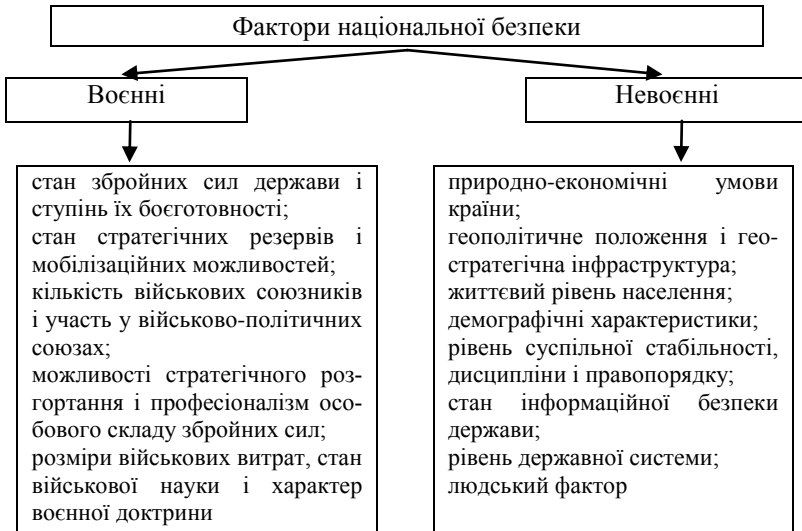 Фактори національної безпеки
Воєнні
Невоєнні
стан збройних сил держави і
ступінь їх боєготовності;
стан стратегічних резервів і
мобілізаційних можливостей;
кількість військових союзників
і участь у військово-політичних
союзах;
можливості стратегічного роз-
гортання і професіоналізм осо-
бового складу збройних сил;
розміри військових витрат, стан
військової науки і характер
воєнної доктрини
природно-економічні умови
країни;
геополітичне положення і гео-
стратегічна інфраструктура;
життєвий рівень населення;
демографічні характеристики;
рівень суспільної стабільності,
дисципліни і правопорядку;
стан інформаційної безпеки
держави;
рівень державної системи;
людський фактор